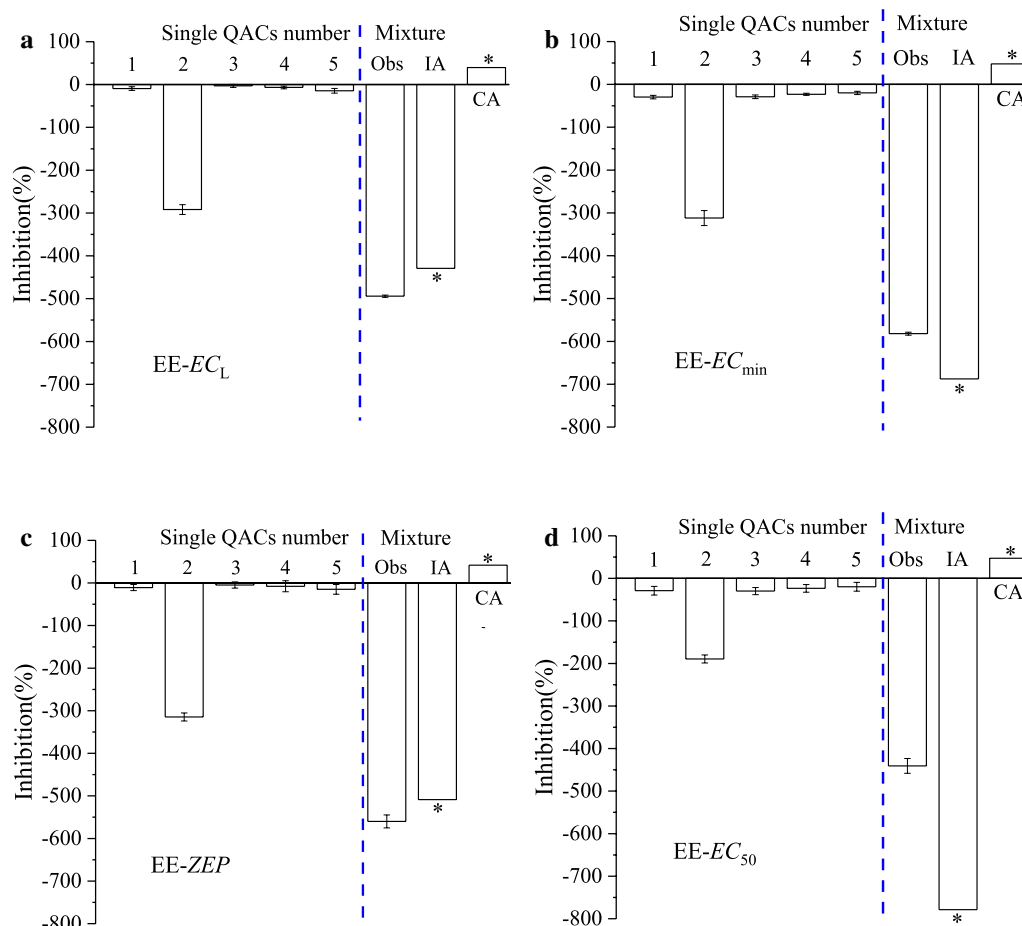 a
Single QACs number Mixture
1 2 3 4 5 Obs IA *
CA
100
0
-100
-200
-300
-400
-500
-600
-700
-800
Inhibition(%)
*
EE-EC_L
b
Single QACs number Mixture
1 2 3 4 5 Obs IA *
CA
100
0
-100
-200
-300
-400
-500
-600
-700
-800
Inhibition(%)
*
EE-EC_min
c
Single QACs number Mixture
1 2 3 4 5 Obs IA *
CA
-
100
0
-100
-200
-300
-400
-500
-600
-700
-800
Inhibition(%)
*
EE-ZEP
d
Single QACs number Mixture
1 2 3 4 5 Obs IA *
CA
100
0
-100
-200
-300
-400
-500
-600
-700
-800
Inhibition(%)
*
EE-EC_50